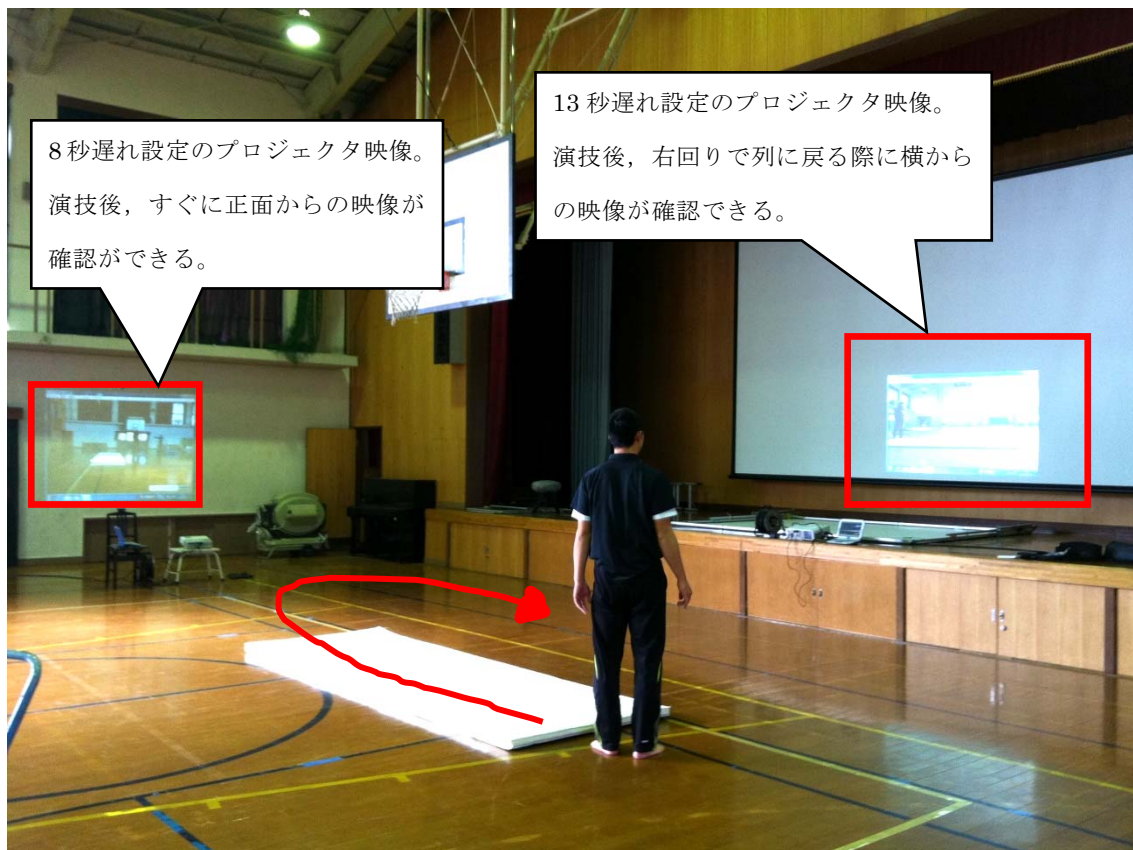 8秒遅れ設定のプロジェクタ映像。
演技後，すぐに正面からの映像が
確認ができる。
13秒遅れ設定のプロジェクタ映像。
演技後，右回りで列に戻る際に横から
の映像が確認できる。